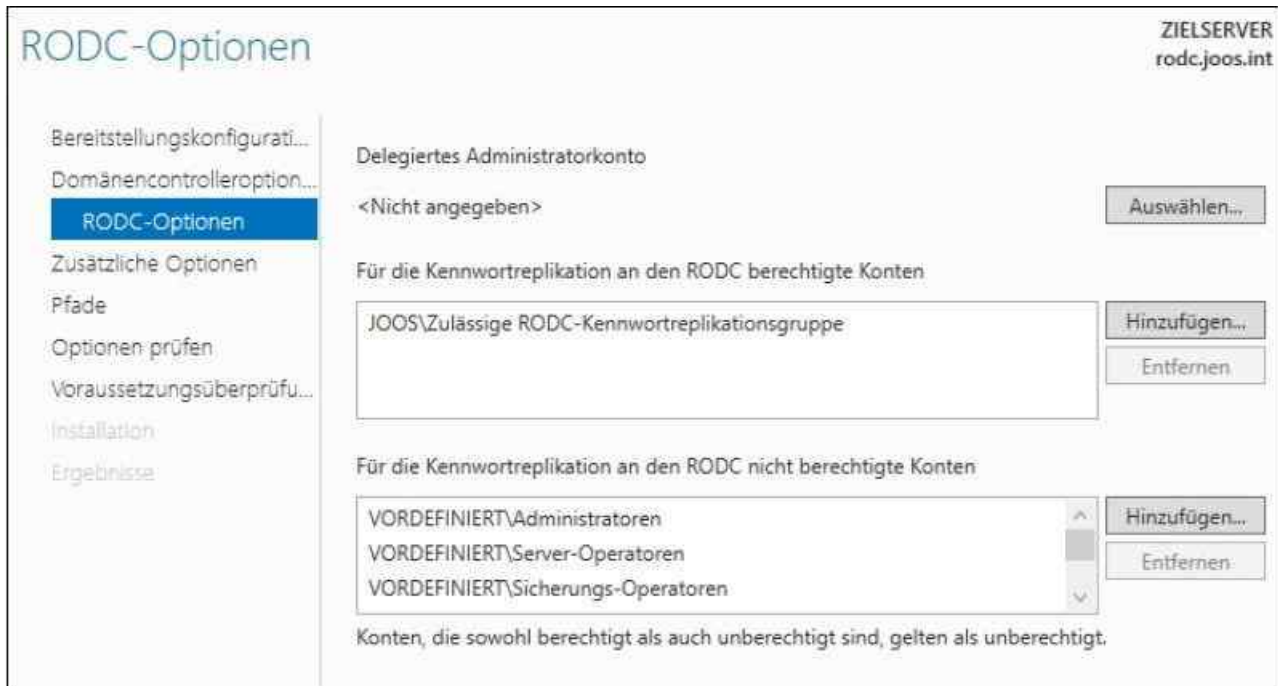 RODC-Optionen
ZIELSERVER
rodc.joos.int
Bereitstellungskonfigurati...
Domänencontrolleroption...
RODC-Optionen
Zusätzliche Optionen
Pfade
Optionen prüfen
Voraussetzungsüberprüfu...
Installation
Ergebnisse
Delegiertes Administratorkonto
<Nicht angegeben>
Auswählen...
Für die Kennwortreplikation an den RODC berechtigte Konten
JOOS\Zulässige RODC-Kennwortreplikationsgruppe
Hinzufügen...
Entfernen
Für die Kennwortreplikation an den RODC nicht berechtigte Konten
VORDEFINIERT\Administratoren
VORDEFINIERT\Server-Operatoren
VORDEFINIERT\Sicherungs-Operatoren
Hinzufügen...
Entfernen
Konten, die sowohl berechtigt als auch unberechtigt sind, gelten als unberechtigt.